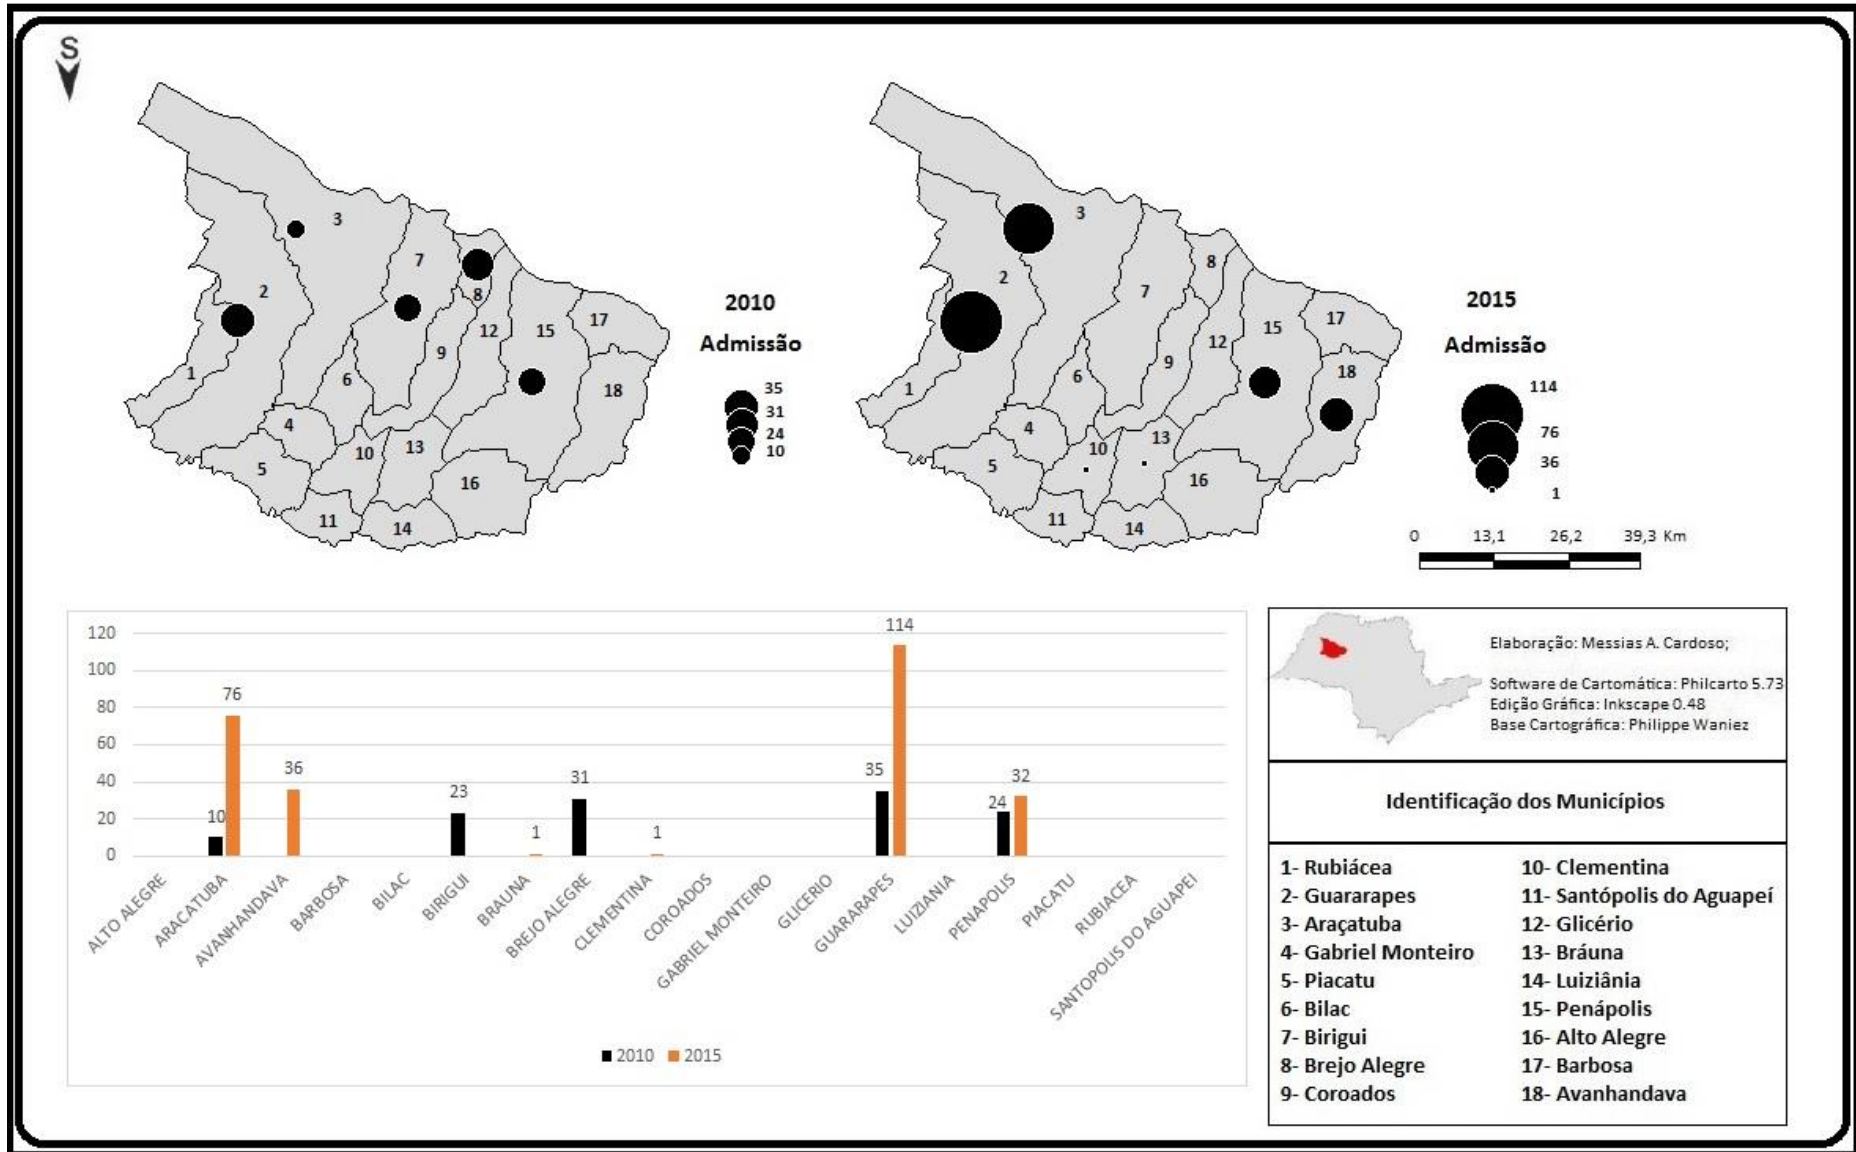 S
3
7
2
8
17
12
15
9
1
6
18
4
13
10
5
16
11
14
2010
Admissão
35
31
24
10
3
8
2
7
17
15
12
9
18
6
1
4
13
10
5
16
11
14
2015
Admissão
114
76
36
1
0 13,1 26,2 39,3 Km
120
100
80
60
40
20
0
10
76
36
23
1
31
1
35
114
24
32
ALTO ALEGRE
ARACATUBA
AVANHANDAVA
BARBOSA
BILAC
BIRIGUI
BRAUNA
BREJO ALEGRE
CLEMENTINA
COROADOS
GABRIEL MONTEIRO
GLICERIO
GUARARAPES
LUIZIANIA
PENAPOLIS
PIACATU
RUBIACEA
SANTOPOLIS DO AGUAPEI
2010 2015
Elaboração: Messias A. Cardoso;
Software de Cartomática: Philcarto 5.73
Edição Gráfica: Inkscape 0.48
Base Cartográfica: Philippe Waniez
Identificação dos Municípios
1- Rubiácea
2- Guararapes
3- Araçatuba
4- Gabriel Monteiro
5- Piacatu
6- Bilac
7- Birigui
8- Brejo Alegre
9- Coroados
10- Clementina
11- Santópolis do Aguapeí
12- Glicério
13- Bráuna
14- Luiziânia
15- Penápolis
16- Alto Alegre
17- Barbosa
18- Avanhandava